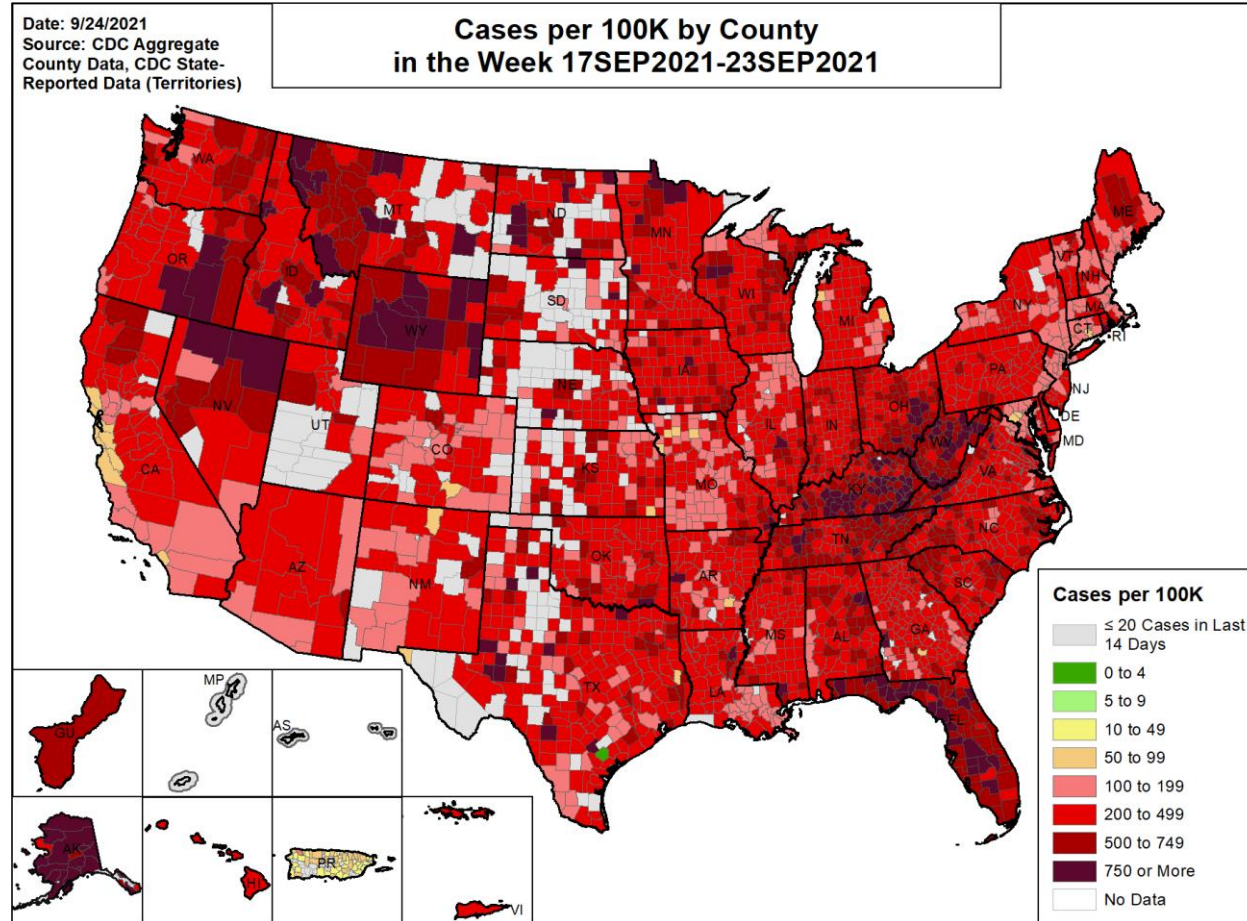 Date: 9/24/2021
Source: CDC Aggregate
County Data, CDC State-
Reported Data (Territories)
Cases per 100K by County
in the Week 17SEP2021-23SEP2021
WA
MT
ND
MN
ME
OR
ID
SD
WI
VT
NH
NY
MA
WY
MI
CT
RI
IA
PA
NE
NJ
NV
OH
UT
IL
IN
DE
CO
WV
MD
CA
KS
MO
VA
KY
NC
TN
OK
AZ
NM
AR
SC
MS
AL
GA
TX
LA
FL
MP
GU
AS
AK
HI
PR
VI
Cases per 100K
≤ 20 Cases in Last
14 Days
0 to 4
5 to 9
10 to 49
50 to 99
100 to 199
200 to 499
500 to 749
750 or More
No Data